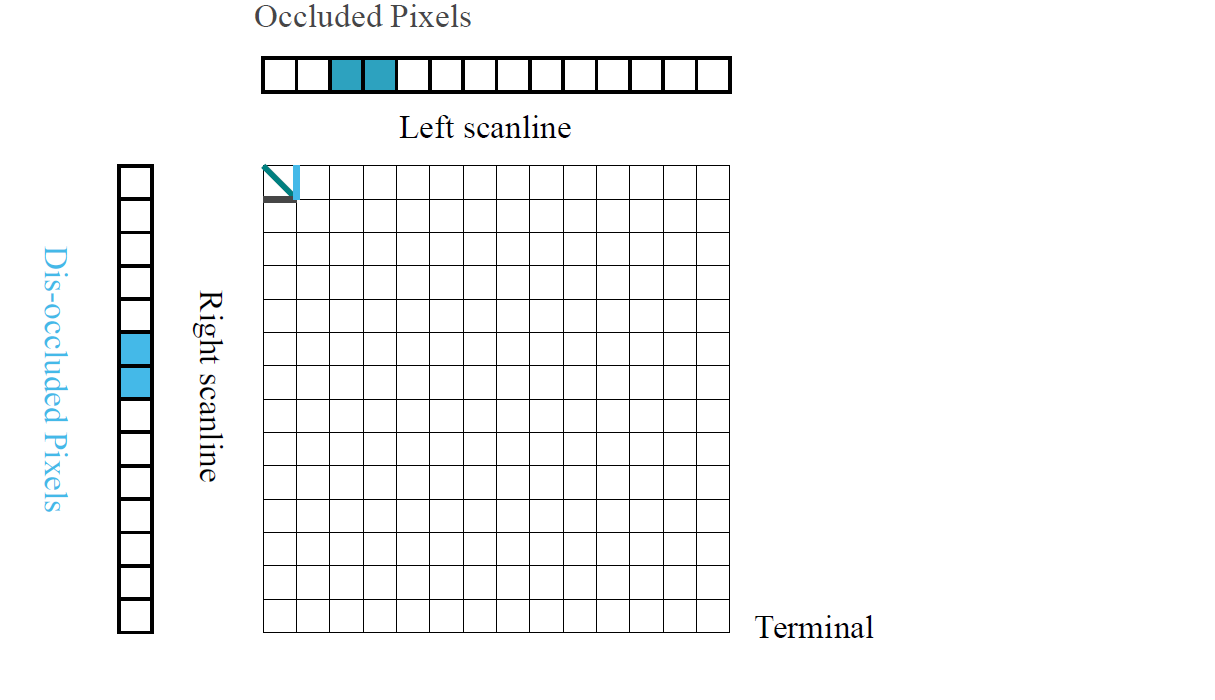 Occluded Pixels
Left scanline
Dis-occluded Pixels
Right scanline
Terminal